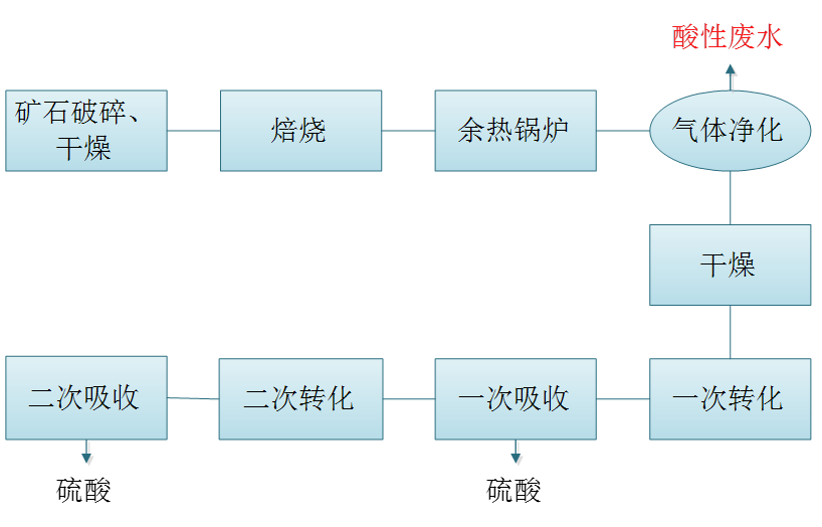 酸性废水
矿石破碎、
干燥
焙烧
余热锅炉
气体净化
干燥
二次吸收
二次转化
一次吸收
一次转化
硫酸
硫酸